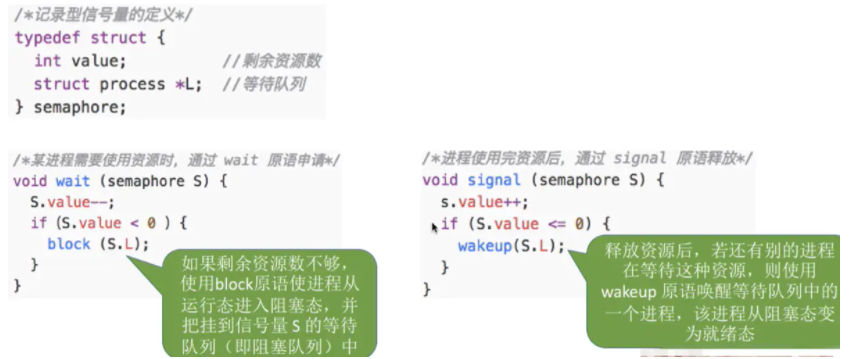 /*记录型信号量的定义*/
typedef struct {
int value; //剩余资源数
struct process *L; //等待队列
} semaphore;
/*某进程需要使用资源时，通过 wait 原语申请*/
void wait (semaphore S) {
S.value--;
if (S.value < 0 ) {
block (S.L);
}
}
如果剩余资源数不够，
使用block原语使进程从
运行态进入阻塞态，并
把挂到信号量 S 的等待
队列（即阻塞队列）中
/*进程使用完资源后，通过 signal 原语释放*/
void signal (semaphore S) {
s.value++;
if (S.value <= 0) {
wakeup(S.L);
}
}
释放资源后，若还有别的进程
在等待这种资源，则使用
wakeup 原语唤醒等待队列中的
一个进程，该进程从阻塞态变
为就绪态